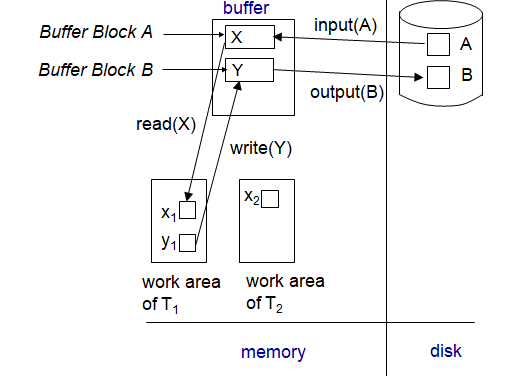 buffer
Buffer Block A
X
input(A)
A
Buffer Block B
Y
output(B)
B
read(X)
write(Y)
x1
x2
y1
work area
of T1
work area
of T2
memory
disk